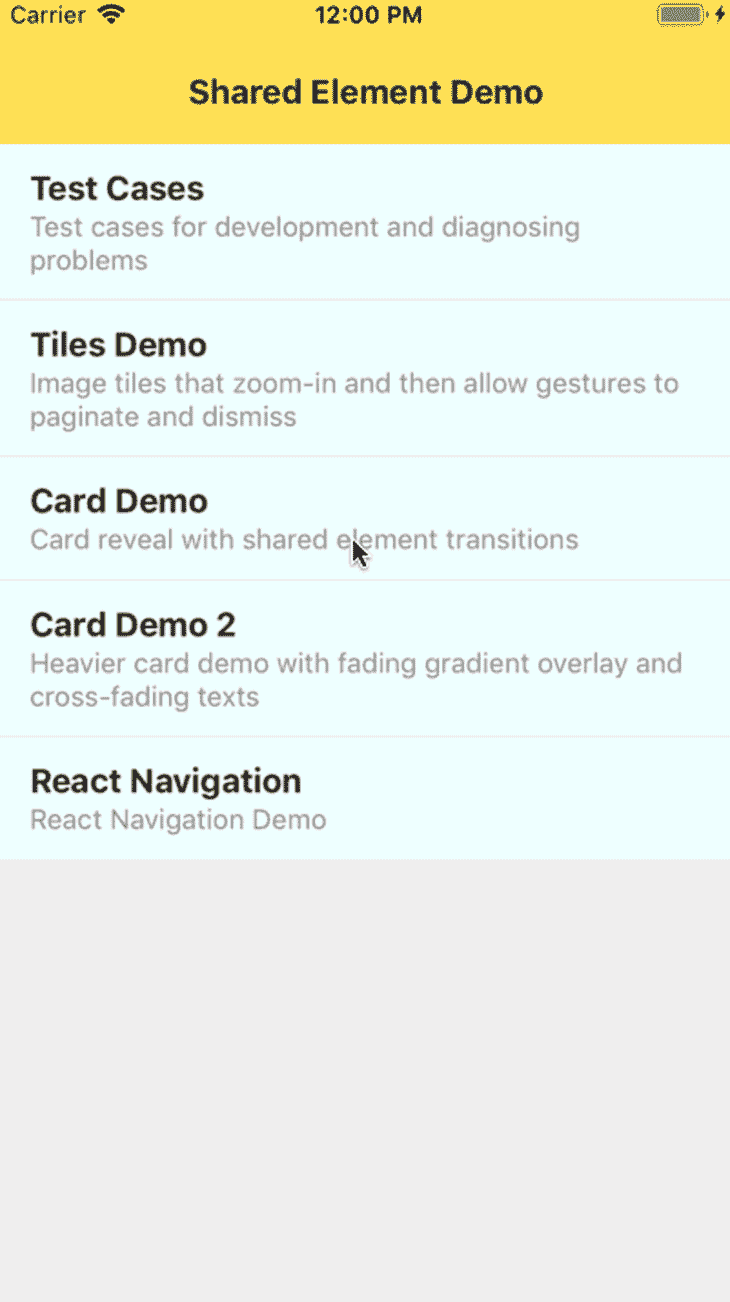 Carrier 12:00 PM
Shared Element Demo
Test Cases
Test cases for development and diagnosing
problems
Tiles Demo
Image tiles that zoom-in and then allow gestures to
paginate and dismiss
Card Demo
Card reveal with shared element transitions
Card Demo 2
Heavier card demo with fading gradient overlay and
cross-fading texts
React Navigation
React Navigation Demo